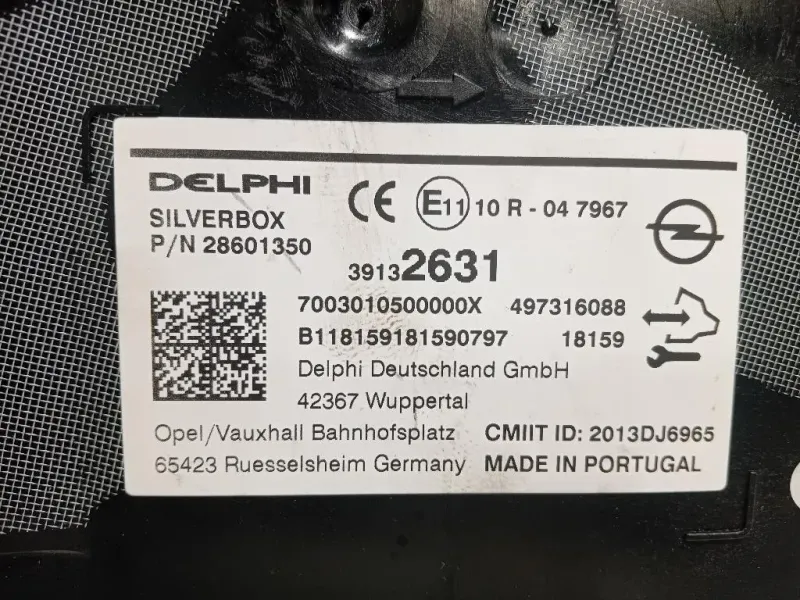 DELPHI CE E11 10 R - 04 7967
SILVERBOX
P/N 28601350
39132631
7003010500000X 497316088
B118159181590797 18159
Delphi Deutschland GmbH
42367 Wuppertal
Opel/Vauxhall Bahnhofsplatz CMIIT ID: 2013DJ6965
65423 Ruesselsheim Germany MADE IN PORTUGAL